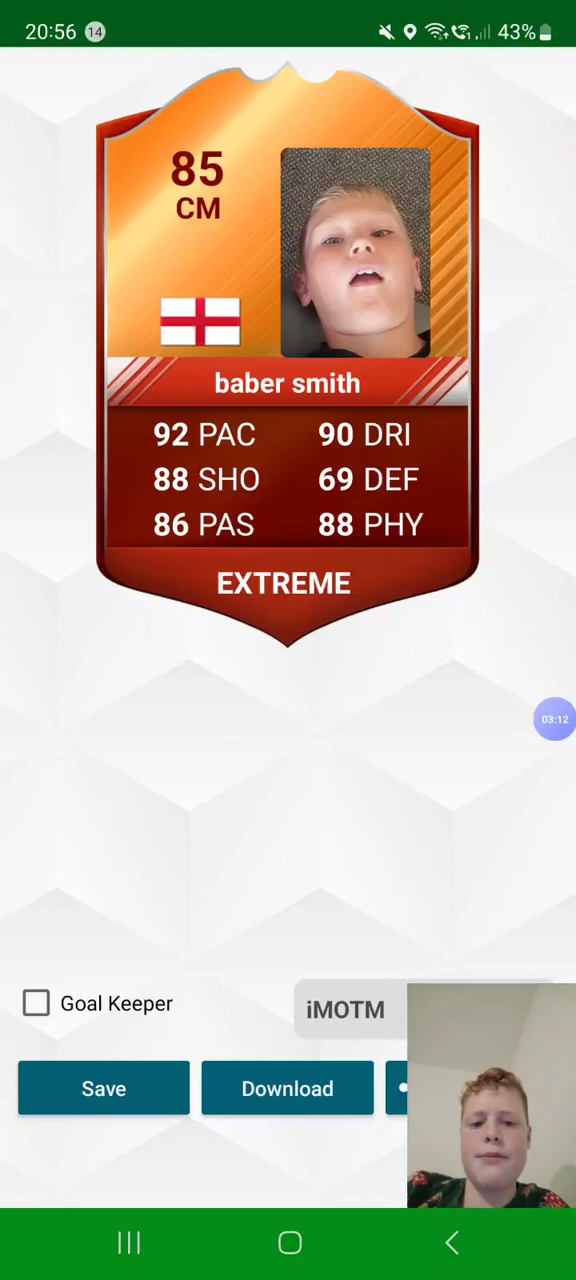 20:56 14 43%
85
CM
baber smith
92 PAC 90 DRI
88 SHO 69 DEF
86 PAS 88 PHY
EXTREME
03:12
Goal Keeper
iMOTM
Save Download